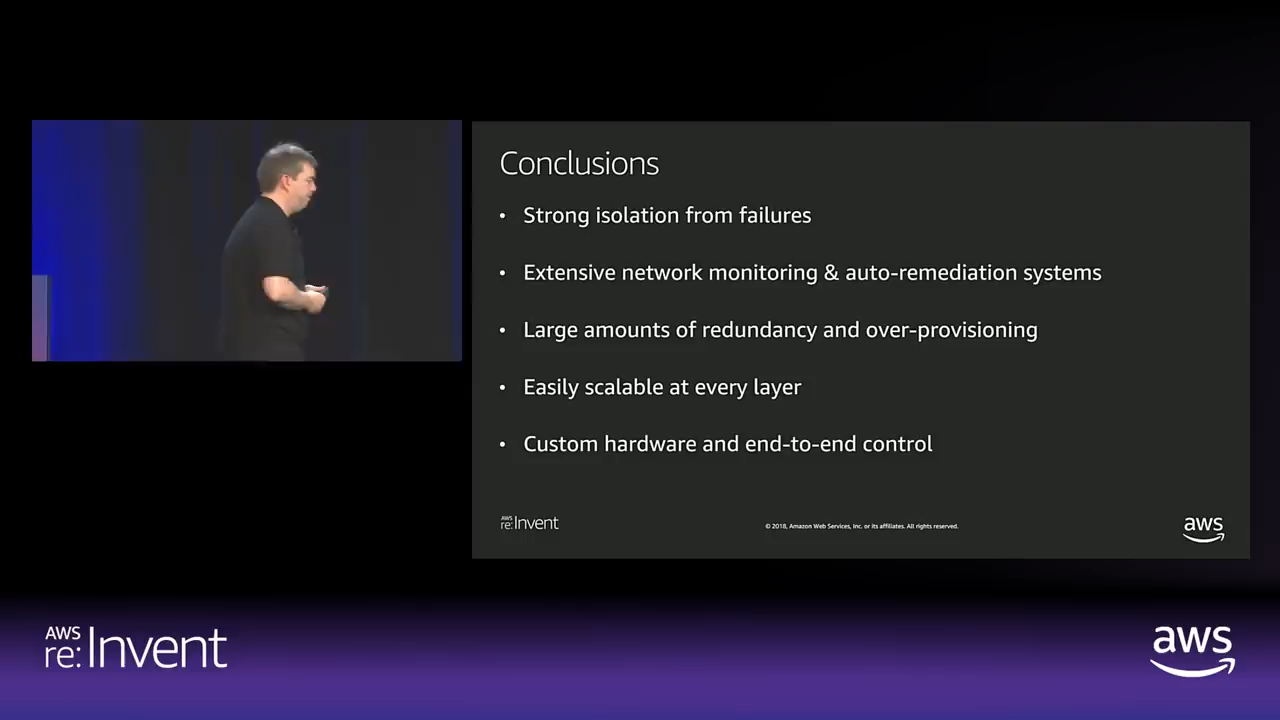 Conclusions
• Strong isolation from failures
• Extensive network monitoring & auto-remediation systems
• Large amounts of redundancy and over-provisioning
• Easily scalable at every layer
• Custom hardware and end-to-end control
AWS
re:Invent
© 2018, Amazon Web Services, Inc. or its affiliates. All rights reserved.
aws
AWS
re:Invent
aws